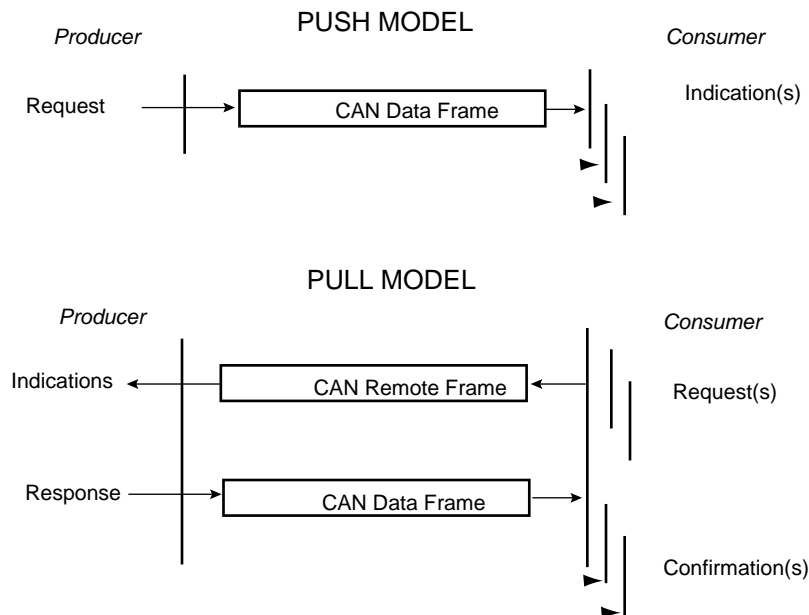 PUSH MODEL
Producer
Consumer
Request
CAN Data Frame
Indication(s)
PULL MODEL
Producer
Consumer
Indications
CAN Remote Frame
Request(s)
Response
CAN Data Frame
Confirmation(s)